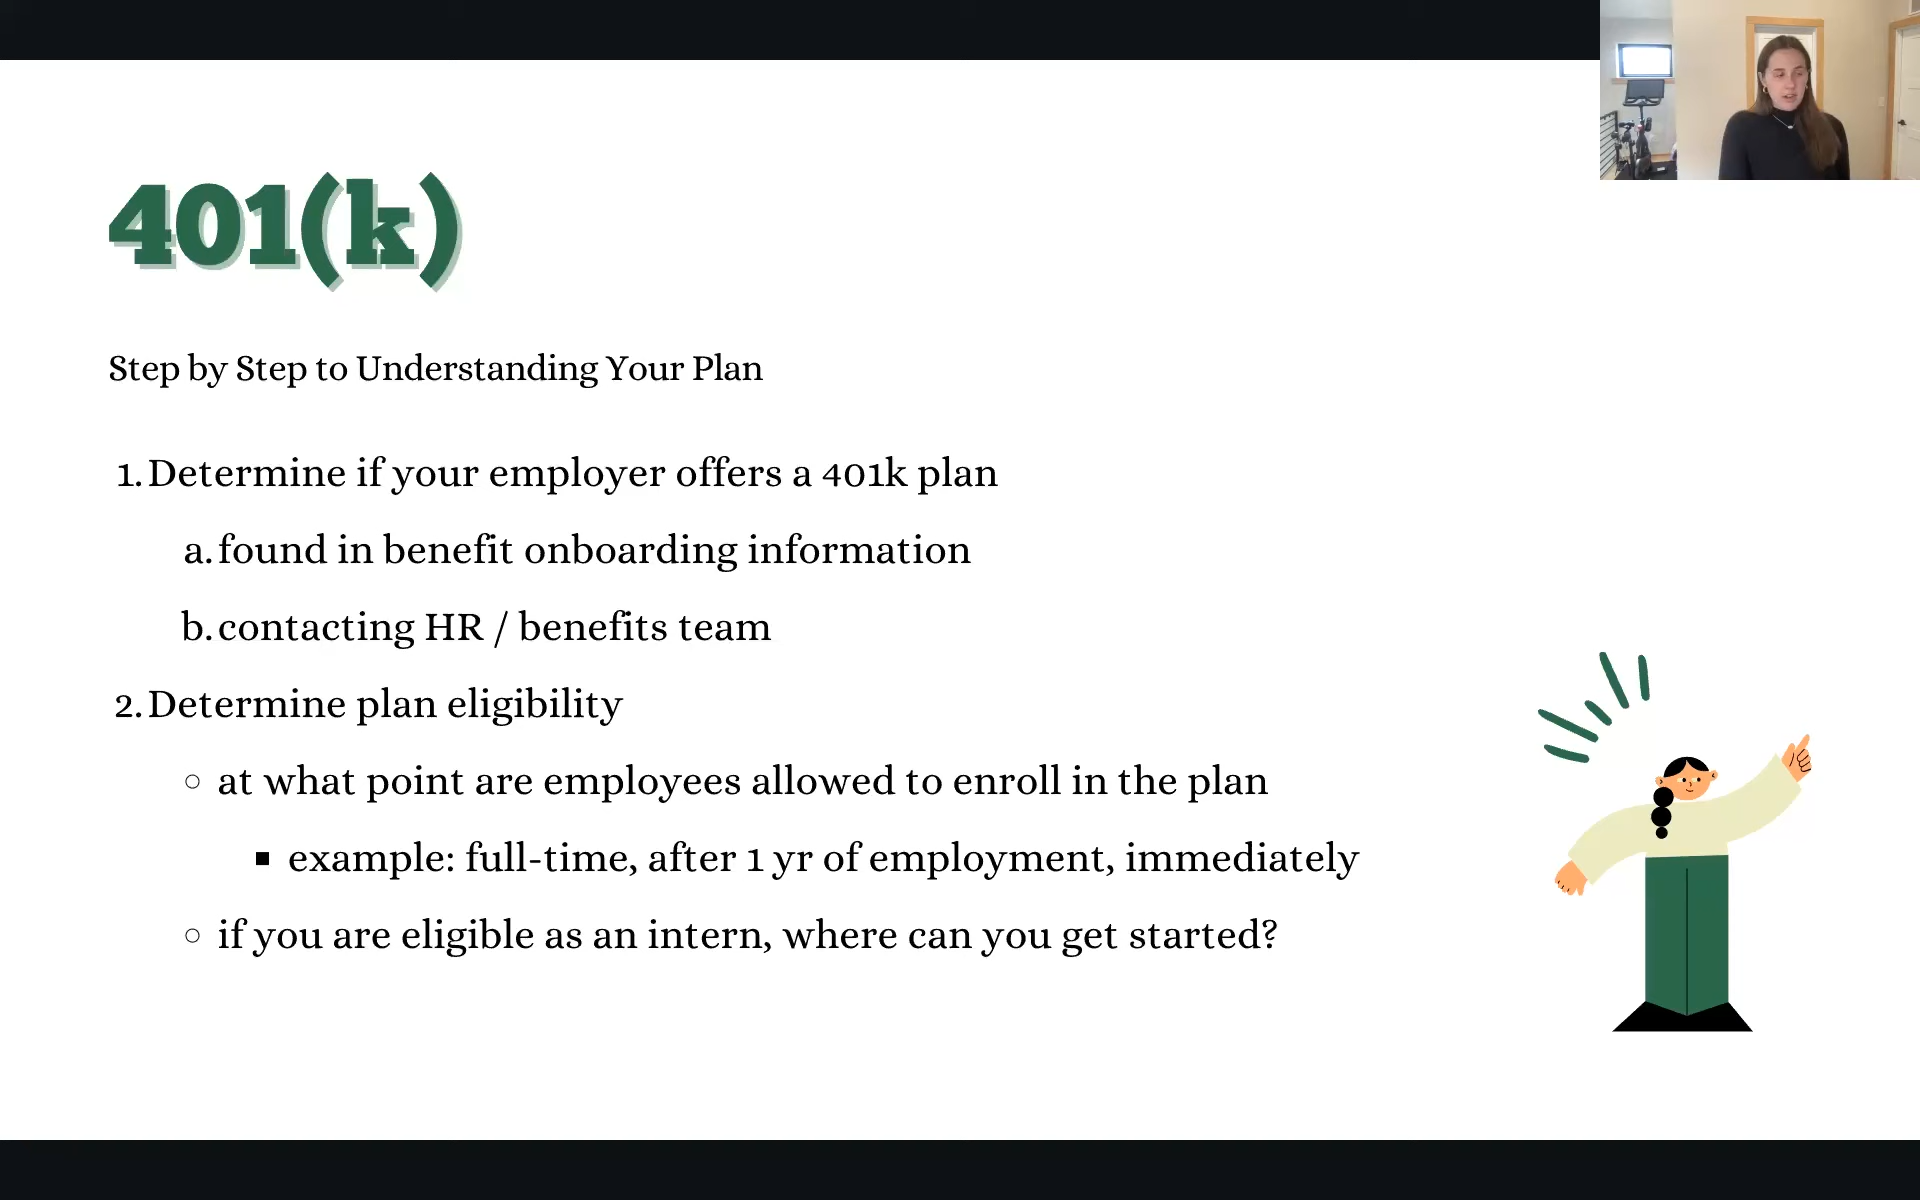 401(k)
Step by Step to Understanding Your Plan
1. Determine if your employer offers a 401k plan
a. found in benefit onboarding information
b. contacting HR / benefits team
2. Determine plan eligibility
○ at what point are employees allowed to enroll in the plan
▪ example: full-time, after 1 yr of employment, immediately
○ if you are eligible as an intern, where can you get started?